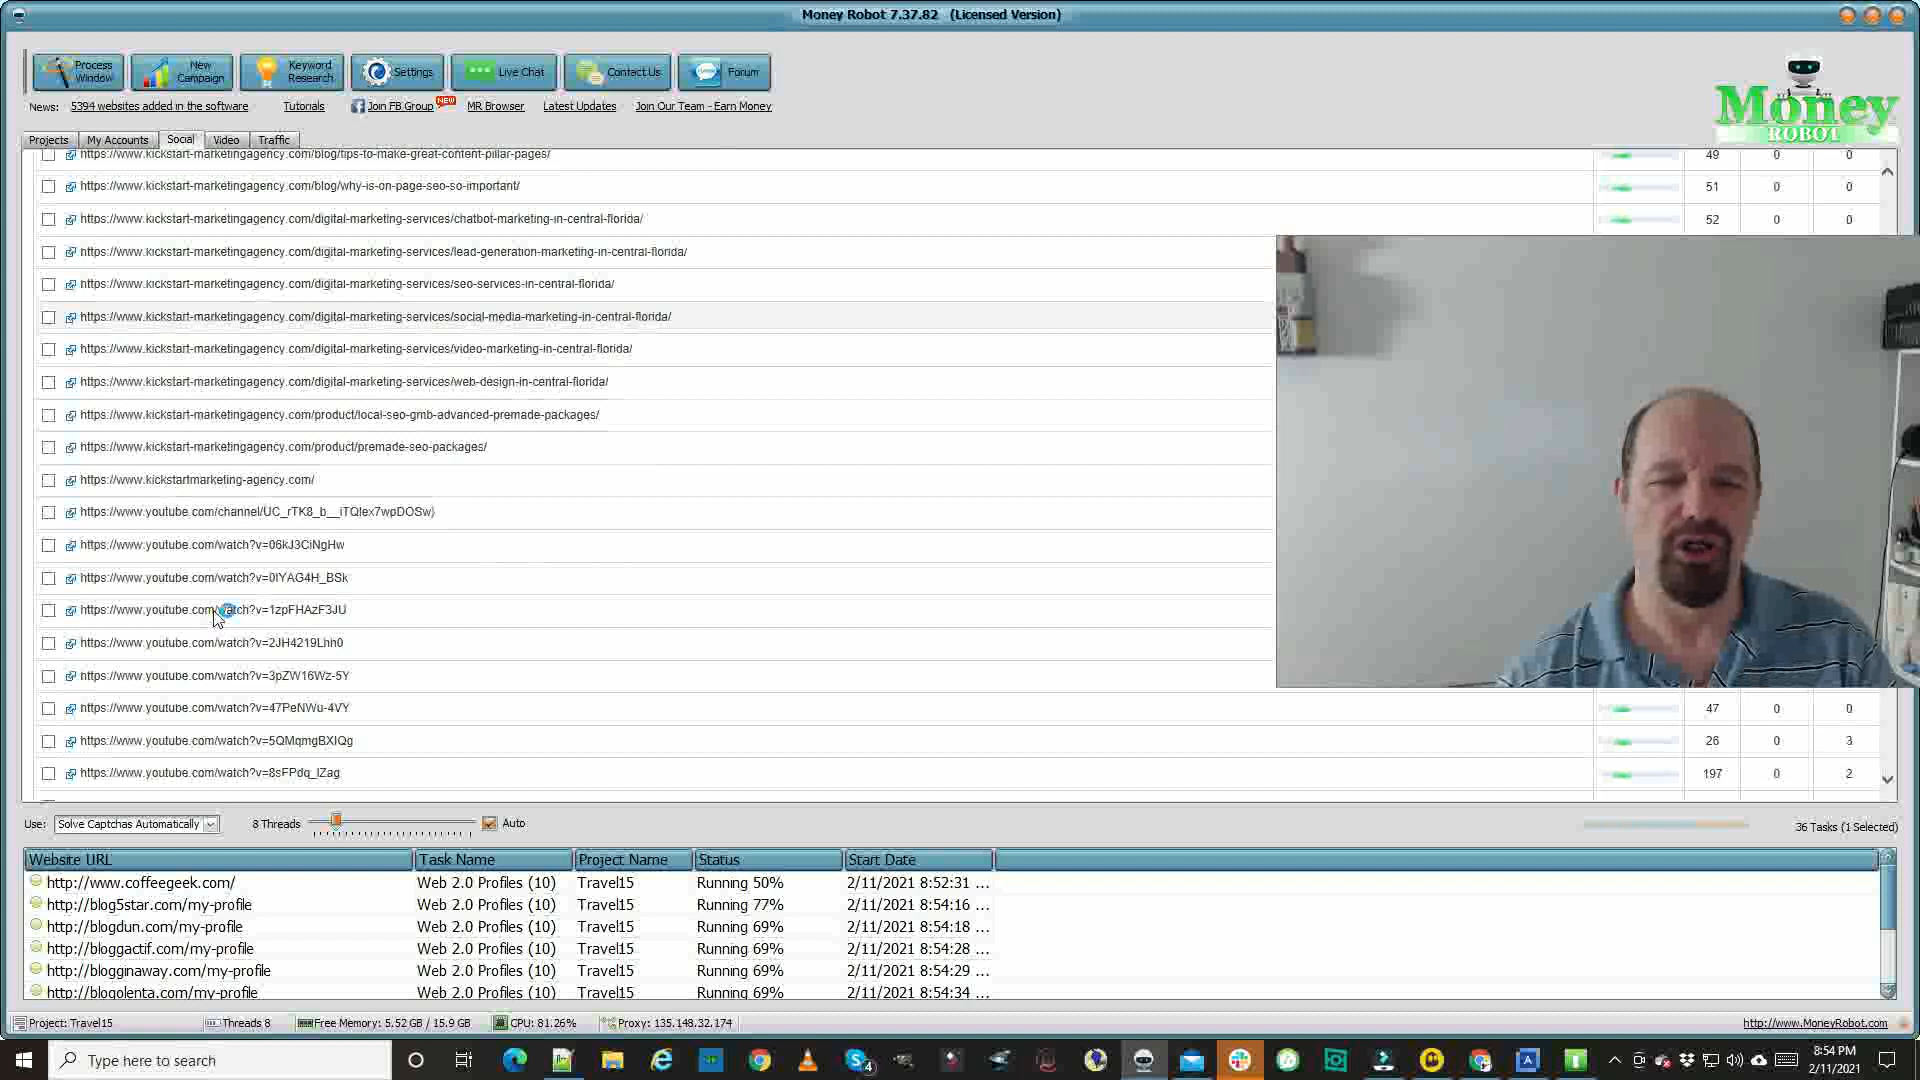 Money Robot 7.37.82 (Licensed Version)
Process Window
New Campaign
Keyword Research
Settings
Live Chat
Contact Us
Forum
News: 5394 websites added in the software Tutorials Join FB Group NEW MR Browser Latest Updates Join Our Team - Earn Money
Money
ROBOT
Projects My Accounts Social Video Traffic
https://www.kickstart-marketingagency.com/blog/tips-to-make-great-content-pillar-pages/ 49 0 0
https://www.kickstart-marketingagency.com/blog/why-is-on-page-seo-so-important/ 51 0 0
https://www.kickstart-marketingagency.com/digital-marketing-services/chatbot-marketing-in-central-florida/ 52 0 0
https://www.kickstart-marketingagency.com/digital-marketing-services/lead-generation-marketing-in-central-florida/
https://www.kickstart-marketingagency.com/digital-marketing-services/seo-services-in-central-florida/
https://www.kickstart-marketingagency.com/digital-marketing-services/social-media-marketing-in-central-florida/
https://www.kickstart-marketingagency.com/digital-marketing-services/video-marketing-in-central-florida/
https://www.kickstart-marketingagency.com/digital-marketing-services/web-design-in-central-florida/
https://www.kickstart-marketingagency.com/product/local-seo-gmb-advanced-premade-packages/
https://www.kickstart-marketingagency.com/product/premade-seo-packages/
https://www.kickstartmarketing-agency.com/
https://www.youtube.com/channel/UC_rTK8_b__iTQlex7wpDOSw)
https://www.youtube.com/watch?v=06kJ3CiNgHw
https://www.youtube.com/watch?v=0IYAG4H_BSk
https://www.youtube.com/watch?v=1zpFHAzF3JU
https://www.youtube.com/watch?v=2JH4219Lhh0
https://www.youtube.com/watch?v=3pZW16Wz-5Y
https://www.youtube.com/watch?v=47PeNWu-4VY 47 0 0
https://www.youtube.com/watch?v=5QMqmgBXIQg 26 0 3
https://www.youtube.com/watch?v=8sFPdq_IZag 197 0 2
Use: Solve Captchas Automatically 8 Threads Auto 36 Tasks (1 Selected)
Website URL Task Name Project Name Status Start Date
http://www.coffeegeek.com/ Web 2.0 Profiles (10) Travel15 Running 50% 2/11/2021 8:52:31 ...
http://blog5star.com/my-profile Web 2.0 Profiles (10) Travel15 Running 77% 2/11/2021 8:54:16 ...
http://blogdun.com/my-profile Web 2.0 Profiles (10) Travel15 Running 69% 2/11/2021 8:54:18 ...
http://bloggactif.com/my-profile Web 2.0 Profiles (10) Travel15 Running 69% 2/11/2021 8:54:28 ...
http://blogginaway.com/my-profile Web 2.0 Profiles (10) Travel15 Running 69% 2/11/2021 8:54:29 ...
http://blogolenta.com/my-profile Web 2.0 Profiles (10) Travel15 Running 69% 2/11/2021 8:54:34 ...
Project: Travel15 Threads 8 Free Memory: 5.52 GB / 15.9 GB CPU: 81.26% Proxy: 135.148.32.174 http://www.MoneyRobot.com
Type here to search 4 8:54 PM
2/11/2021